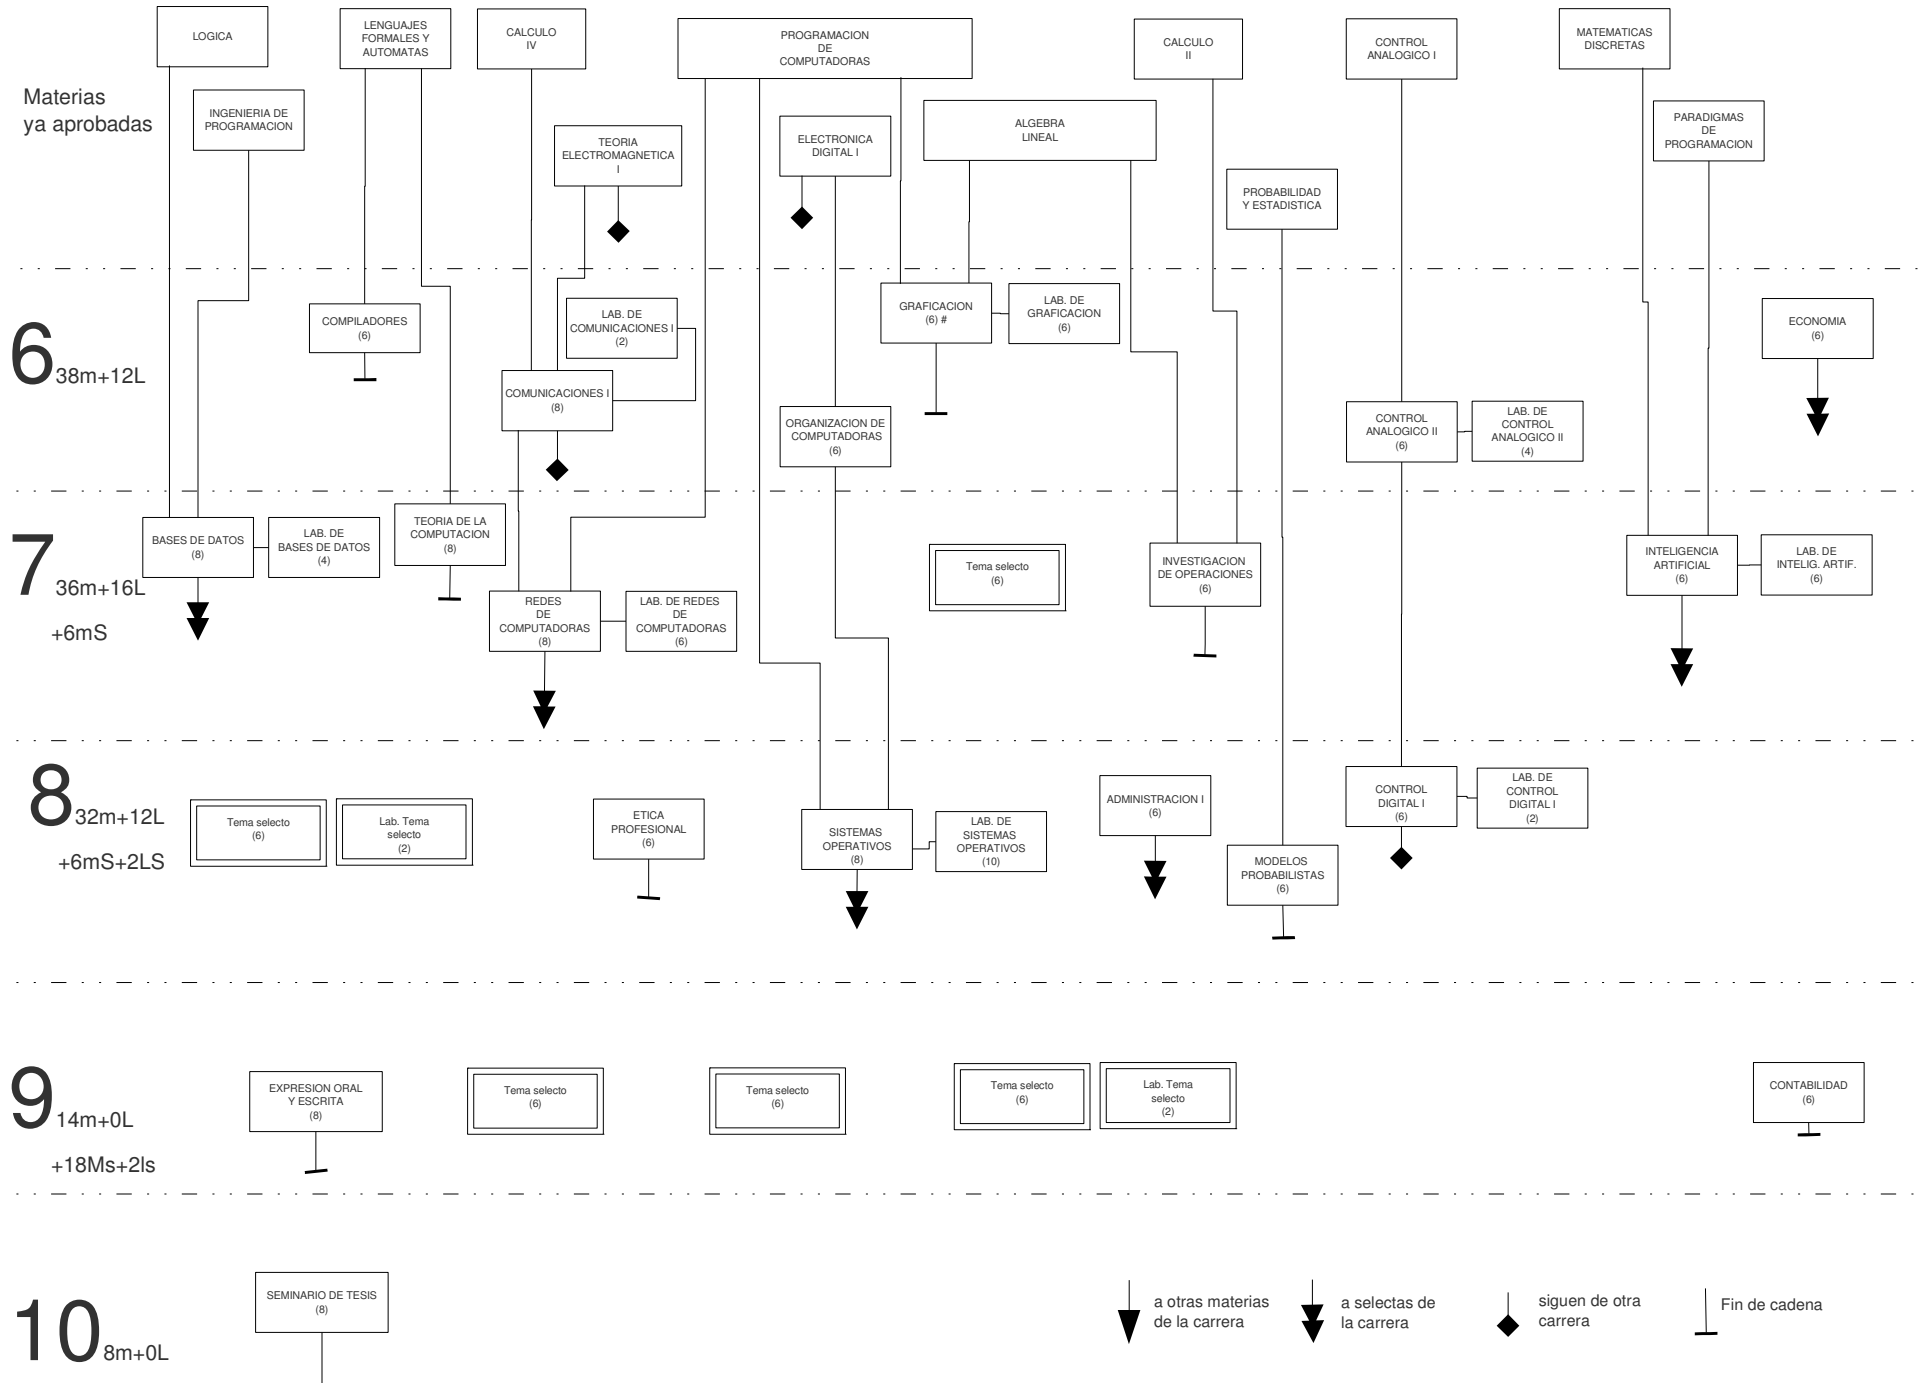 LOGICA
LENGUAJES
FORMALES Y
AUTOMATAS
CALCULO
IV
PROGRAMACION
DE
COMPUTADORAS
CALCULO
II
CONTROL
ANALOGICO I
MATEMATICAS
DISCRETAS
Materias
ya aprobadas
INGENIERIA DE
PROGRAMACION
TEORIA
ELECTROMAGNETICA
I
ELECTRONICA
DIGITAL I
ALGEBRA
LINEAL
PROBABILIDAD
Y ESTADISTICA
PARADIGMAS
DE
PROGRAMACION
6
38m+12L
COMPILADORES
(6)
LAB. DE
COMUNICACIONES I
(2)
COMUNICACIONES I
(8)
GRAFICACION
(6) #
LAB. DE
GRAFICACION
(6)
ORGANIZACION DE
COMPUTADORAS
(6)
CONTROL
ANALOGICO II
(6)
LAB. DE
CONTROL
ANALOGICO II
(4)
ECONOMIA
(6)
7
36m+16L
+6mS
BASES DE DATOS
(8)
LAB. DE
BASES DE DATOS
(4)
TEORIA DE LA
COMPUTACION
(8)
REDES
DE
COMPUTADORAS
(8)
LAB. DE REDES
DE
COMPUTADORAS
(6)
Tema selecto
(6)
INVESTIGACION
DE OPERACIONES
(6)
INTELIGENCIA
ARTIFICIAL
(6)
LAB. DE
INTELIG. ARTIF.
(6)
8
32m+12L
+6mS+2LS
Tema selecto
(6)
Lab. Tema
selecto
(2)
ETICA
PROFESIONAL
(6)
SISTEMAS
OPERATIVOS
(8)
LAB. DE
SISTEMAS
OPERATIVOS
(10)
ADMINISTRACION I
(6)
MODELOS
PROBABILISTAS
(6)
CONTROL
DIGITAL I
(6)
LAB. DE
CONTROL
DIGITAL I
(2)
9
14m+0L
+18Ms+2ls
EXPRESION ORAL
Y ESCRITA
(8)
Tema selecto
(6)
Tema selecto
(6)
Tema selecto
(6)
Lab. Tema
selecto
(2)
CONTABILIDAD
(6)
10
8m+0L
SEMINARIO DE TESIS
(8)
a otras materias
de la carrera
a selectas de
la carrera
siguen de otra
carrera
Fin de cadena